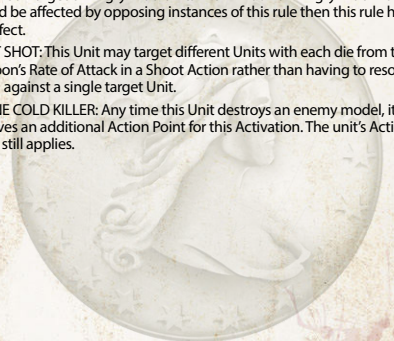 d be affected by opposing instances of this rule then this rule h
fect.
SHOT: This Unit may target different Units with each die from t
on's Rate of Attack in a Shoot Action rather than having to reso
against a single target Unit.
E COLD KILLER: Any time this Unit destroys an enemy model, it
ves an additional Action Point for this Activation. The unit's Acti
still applies.